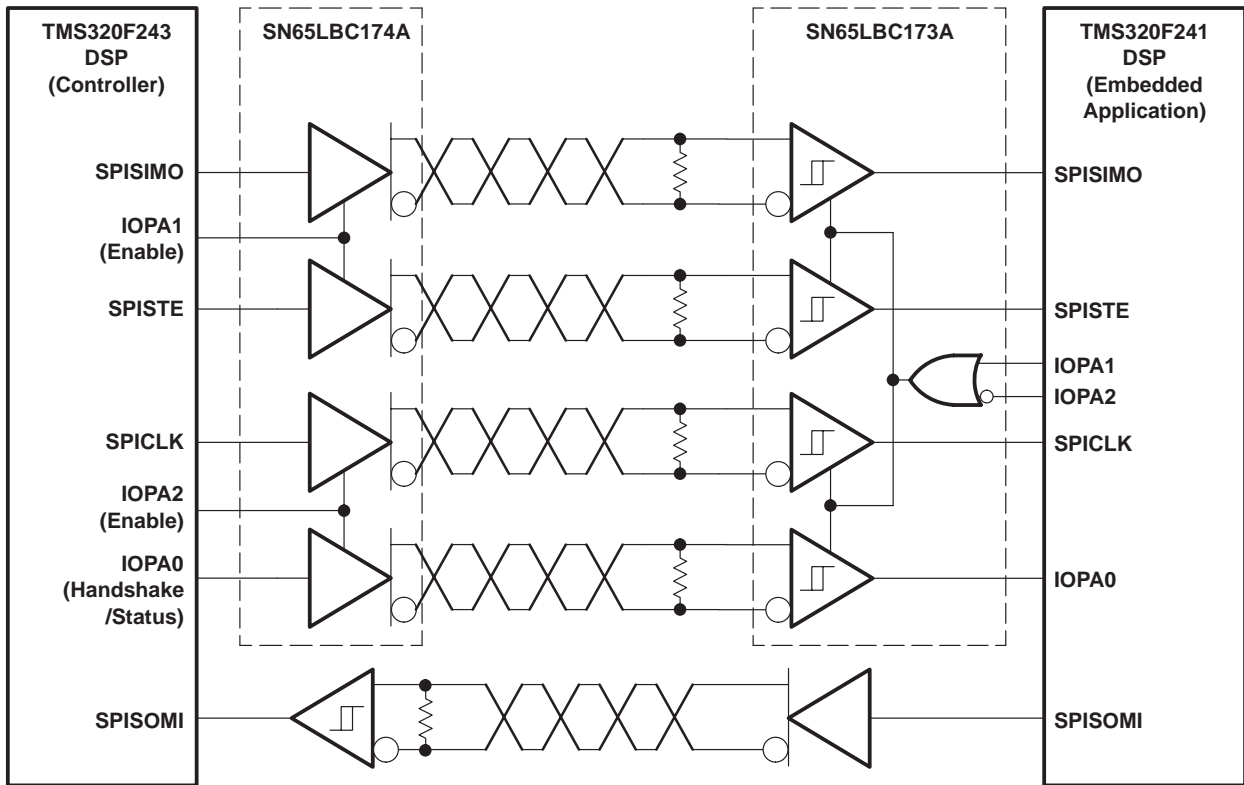 TMS320F243
DSP
(Controller)
SPISIMO
IOPA1
(Enable)
SPISTE
SPICLK
IOPA2
(Enable)
IOPA0
(Handshake
/Status)
SPISOMI
SN65LBC174A
SN65LBC173A
TMS320F241
DSP
(Embedded
Application)
SPISIMO
SPISTE
IOPA1
IOPA2
SPICLK
IOPA0
SPISOMI